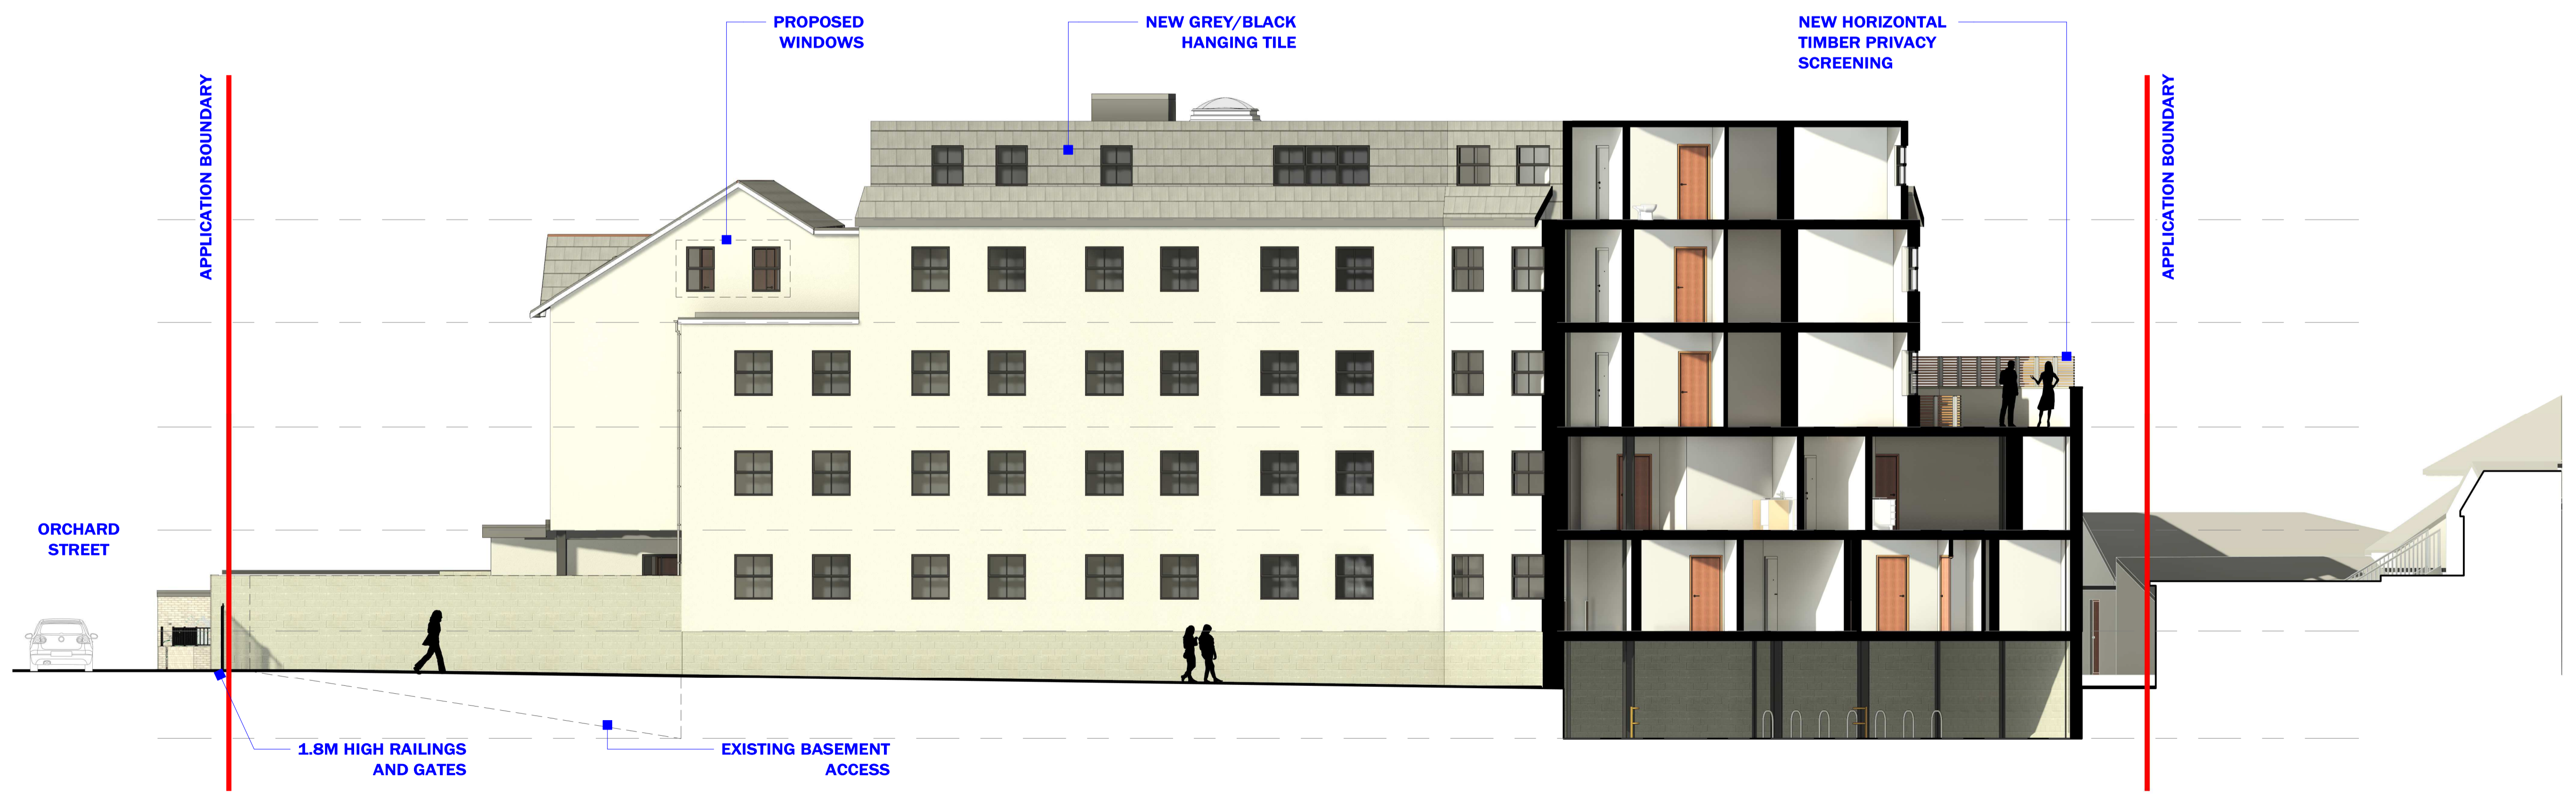 PROPOSED
WINDOWS
NEW GREY/BLACK
HANGING TILE
NEW HORIZONTAL
TIMBER PRIVACY
SCREENING
APPLICATION BOUNDARY
APPLICATION BOUNDARY
ORCHARD
STREET
1.8M HIGH RAILINGS
AND GATES
EXISTING BASEMENT
ACCESS